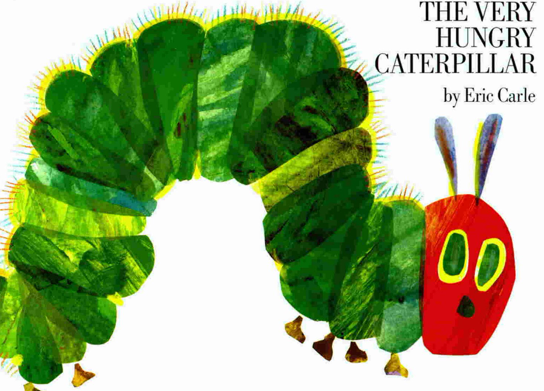 THE VERY
HUNGRY
CATERPILLAR
by Eric Carle